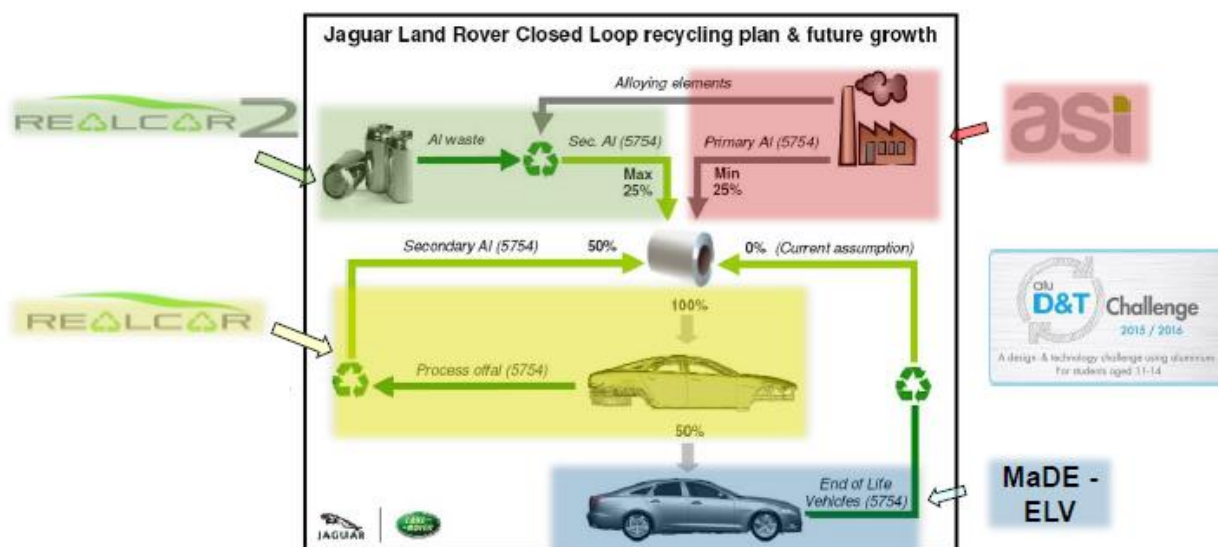 Jaguar Land Rover Closed Loop recycling plan & future growth
Alloying elements
REALCAR 2
Al waste
Sec. Al (5754)
Primary Al (5754)
asi
Max
25%
Min
25%
Secondary Al (5754)
50%
0% (Current assumption)
REALCAR
100%
Process offal (5754)
alu
D&T Challenge
2015 / 2016
A design & technology challenge using aluminium
For students aged 11-14
50%
End of Life
Vehicles (5754)
MaDE -
ELV
JAGUAR
LAND-
ROVER